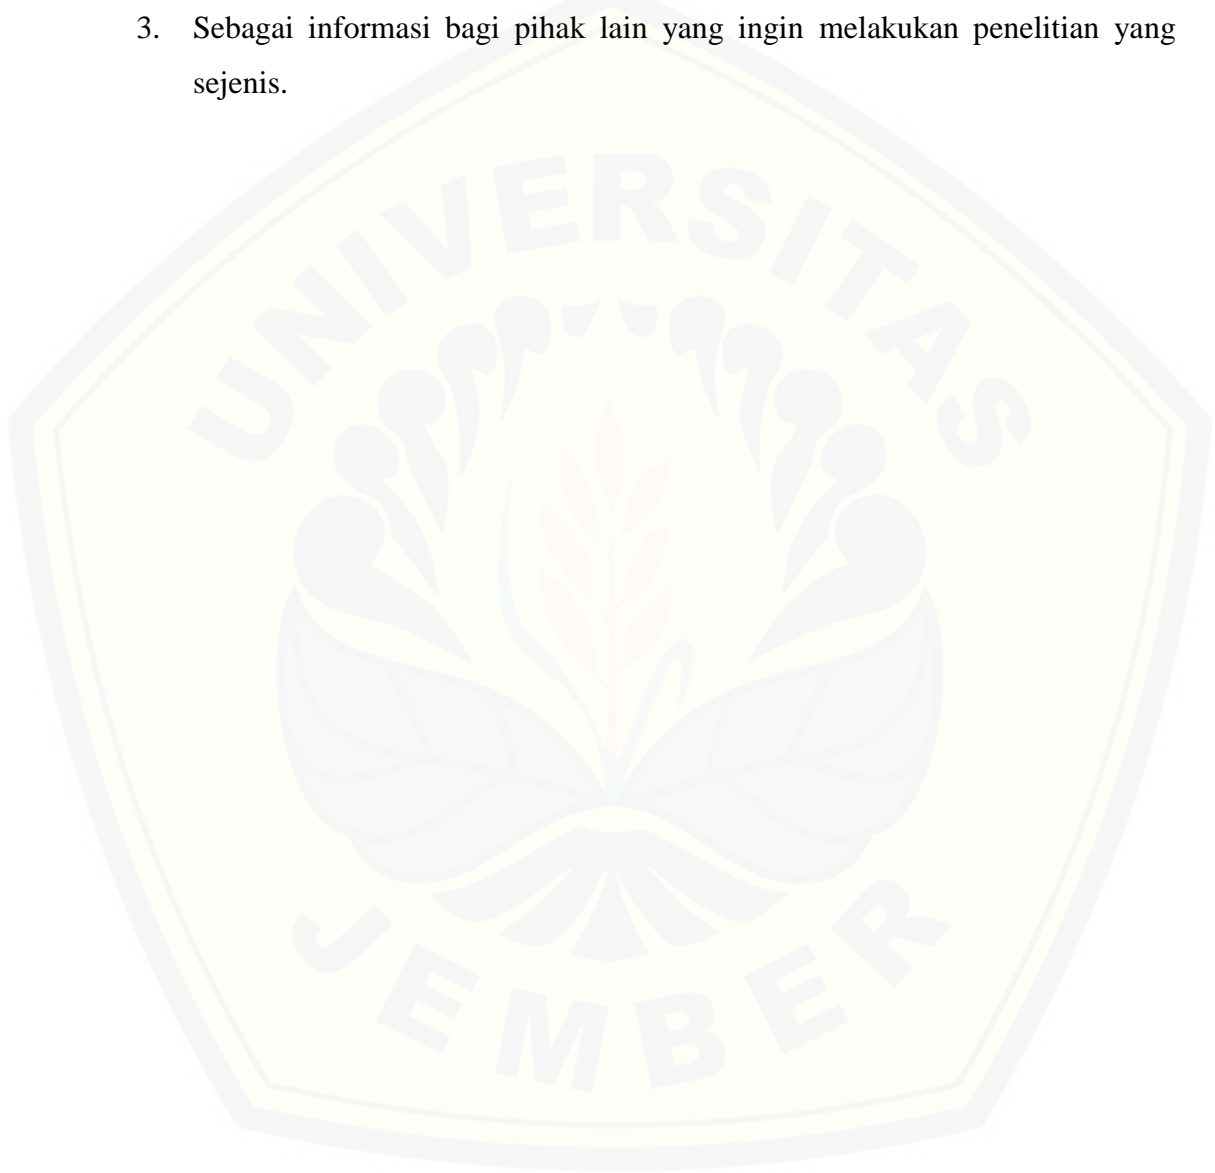 3. Sebagai informasi bagi pihak lain yang ingin melakukan penelitian yang
sejenis.
UNIVERSITAS
JEMBER